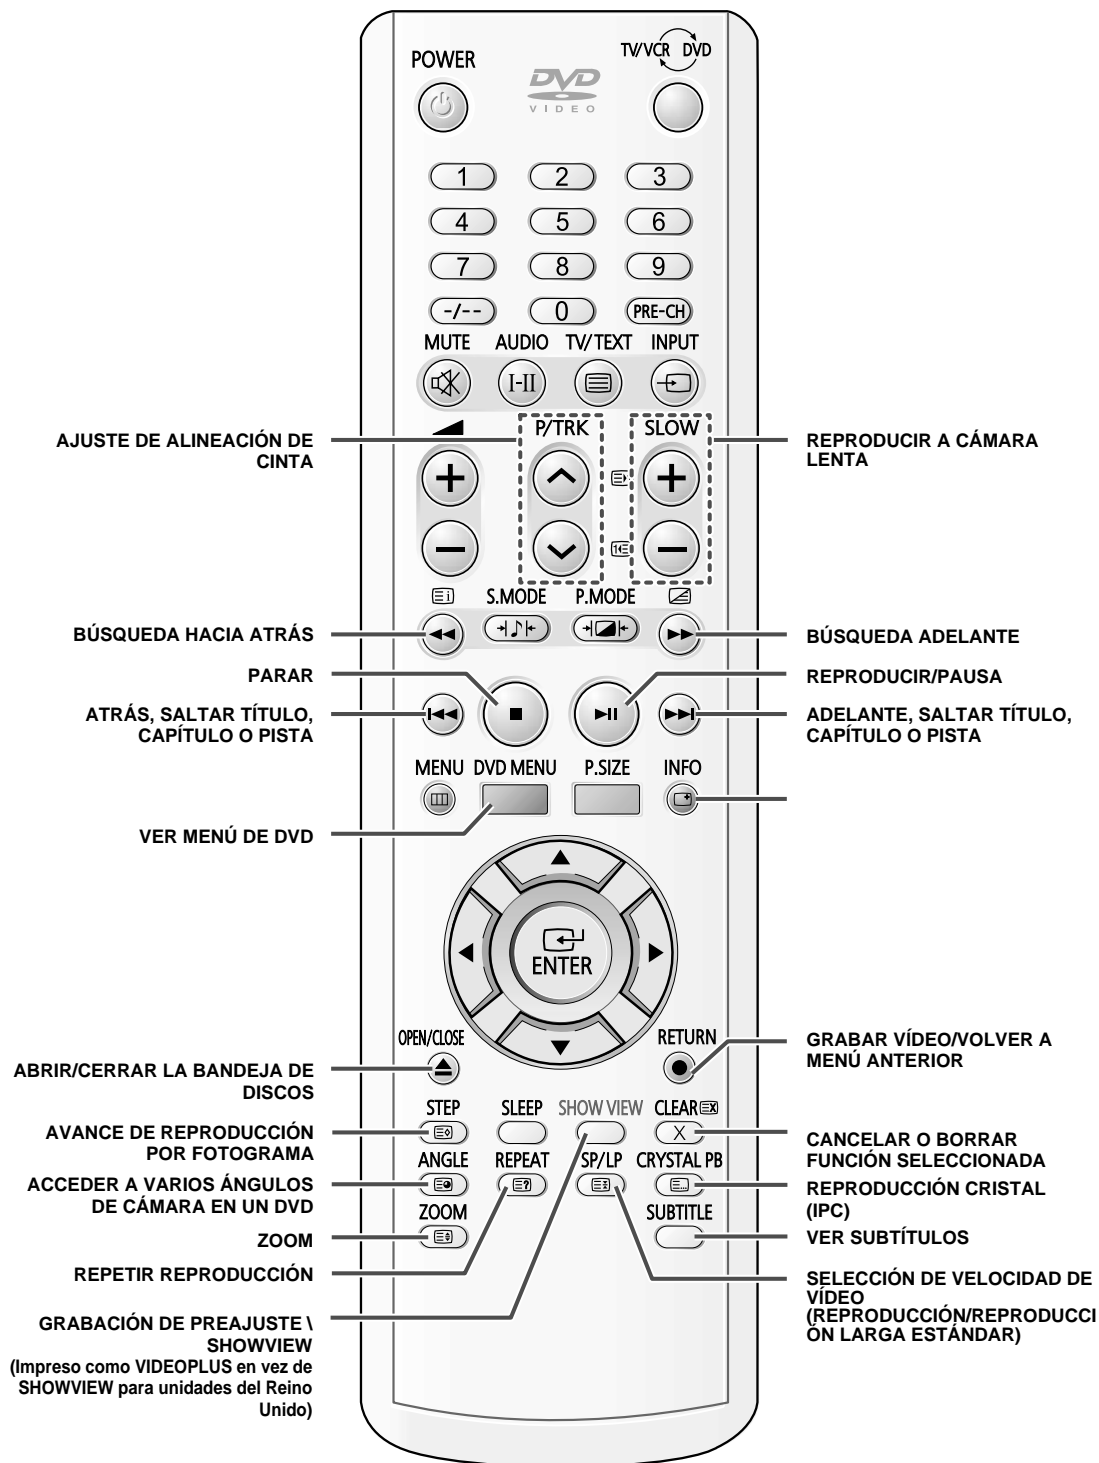 POWER
TV/VCR DVD
DVD
VIDEO
1 2 3
4 5 6
7 8 9
-/-- 0 PRE-CH
MUTE AUDIO TV/TEXT INPUT
I-II
P/TRK SLOW
AJUSTE DE ALINEACIÓN DE
CINTA
REPRODUCIR A CÁMARA
LENTA
S.MODE P.MODE
BÚSQUEDA HACIA ATRÁS
BÚSQUEDA ADELANTE
PARAR
REPRODUCIR/PAUSA
ATRÁS, SALTAR TÍTULO,
CAPÍTULO O PISTA
ADELANTE, SALTAR TÍTULO,
CAPÍTULO O PISTA
MENU DVD MENU P.SIZE INFO
VER MENÚ DE DVD
ENTER
OPEN/CLOSE RETURN
GRABAR VÍDEO/VOLVER A
MENÚ ANTERIOR
ABRIR/CERRAR LA BANDEJA DE
DISCOS
STEP SLEEP SHOW VIEW CLEAR
X
AVANCE DE REPRODUCCIÓN
POR FOTOGRAMA
CANCELAR O BORRAR
FUNCIÓN SELECCIONADA
ANGLE REPEAT SP/LP CRYSTAL PB
ACCEDER A VARIOS ÁNGULOS
DE CÁMARA EN UN DVD
REPRODUCCIÓN CRISTAL
(IPC)
ZOOM SUBTITLE
ZOOM
VER SUBTÍTULOS
REPETIR REPRODUCCIÓN
SELECCIÓN DE VELOCIDAD DE
VÍDEO
(REPRODUCCIÓN/REPRODUCCI
ÓN LARGA ESTÁNDAR)
GRABACIÓN DE PREAJUSTE \
SHOWVIEW
(Impreso como VIDEOPLUS en vez de
SHOWVIEW para unidades del Reino
Unido)